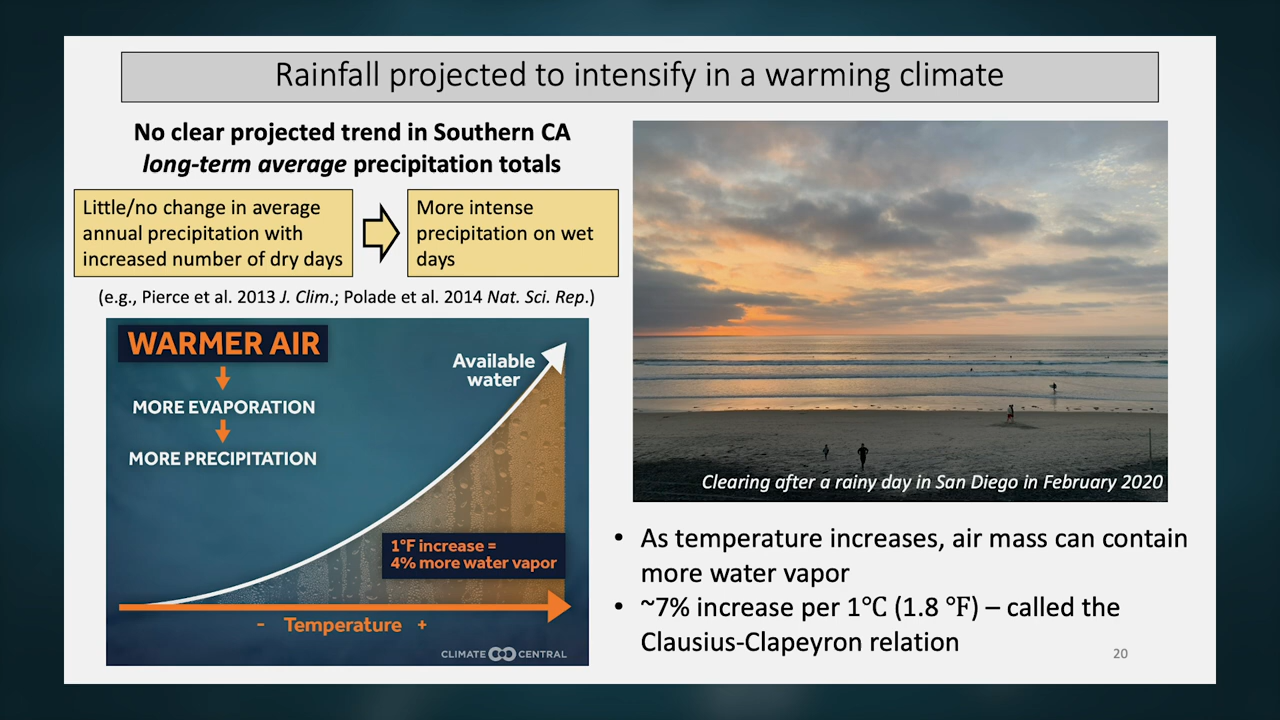 Rainfall projected to intensify in a warming climate
No clear projected trend in Southern CA
long-term average precipitation totals
Little/no change in average
annual precipitation with
increased number of dry days
More intense
precipitation on wet
days
(e.g., Pierce et al. 2013 J. Clim.; Polade et al. 2014 Nat. Sci. Rep.)
WARMER AIR
MORE EVAPORATION
MORE PRECIPITATION
Available
water
1°F increase =
4% more water vapor
- Temperature +
CLIMATE CENTRAL
Clearing after a rainy day in San Diego in February 2020
• As temperature increases, air mass can contain
more water vapor
• ~7% increase per 1°C (1.8 °F) – called the
Clausius-Clapeyron relation
20